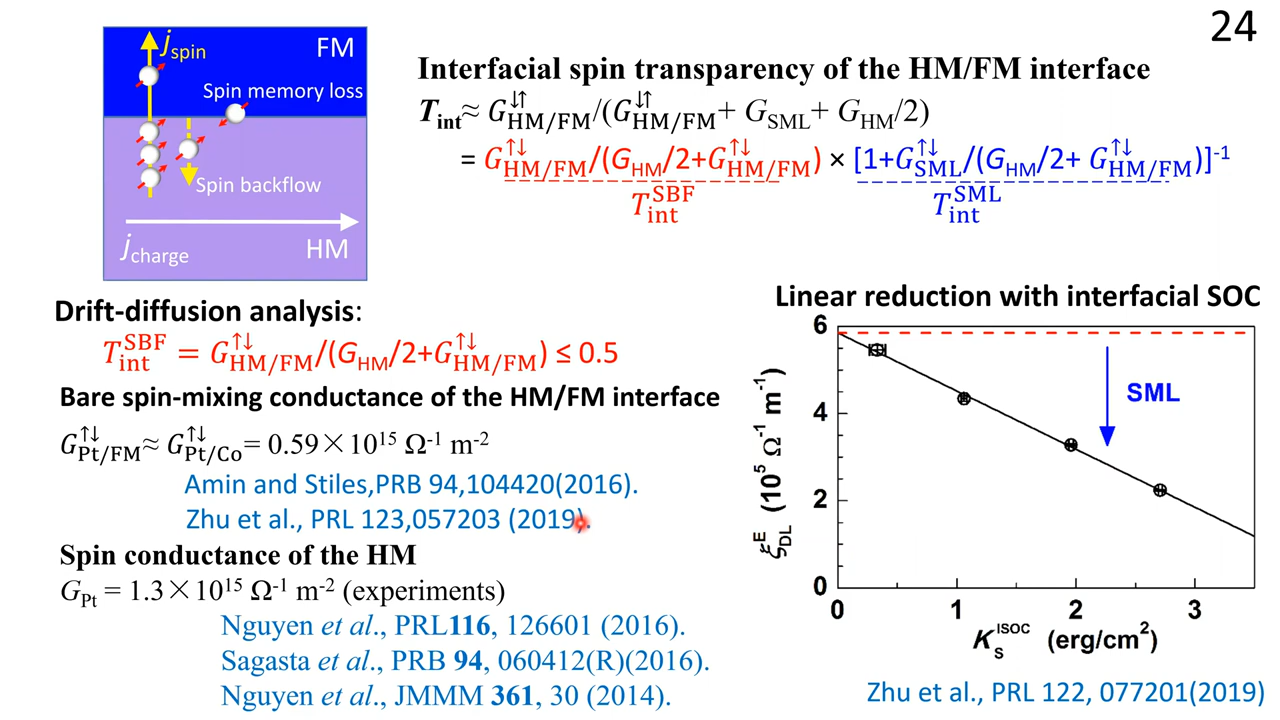 24
j_spin
FM
Spin memory loss
Spin backflow
j_charge
HM
Interfacial spin transparency of the HM/FM interface
T_int ≈ G^↓↑_HM/FM/(G^↓↑_HM/FM + G_SML + G_HM/2)
= G^↑↓_HM/FM/(G_HM/2+G^↑↓_HM/FM) × [1+G^↑↓_SML/(G_HM/2+ G^↑↓_HM/FM)]^-1
T^SBF_int
T^SML_int
Drift-diffusion analysis:
T^SBF_int = G^↑↓_HM/FM/(G_HM/2+G^↑↓_HM/FM) ≤ 0.5
Bare spin-mixing conductance of the HM/FM interface
G^↑↓_Pt/FM ≈ G^↑↓_Pt/Co = 0.59×10^15 Ω^-1 m^-2
Amin and Stiles,PRB 94,104420(2016).
Zhu et al., PRL 123,057203 (2019).
Spin conductance of the HM
G_Pt = 1.3×10^15 Ω^-1 m^-2 (experiments)
Nguyen et al., PRL116, 126601 (2016).
Sagasta et al., PRB 94, 060412(R)(2016).
Nguyen et al., JMMM 361, 30 (2014).
Linear reduction with interfacial SOC
6
4
2
0
ξ^E_DL (10^5 Ω^-1 m^-1)
SML
0 1 2 3
K_S^ISOC (erg/cm^2)
Zhu et al., PRL 122, 077201(2019)